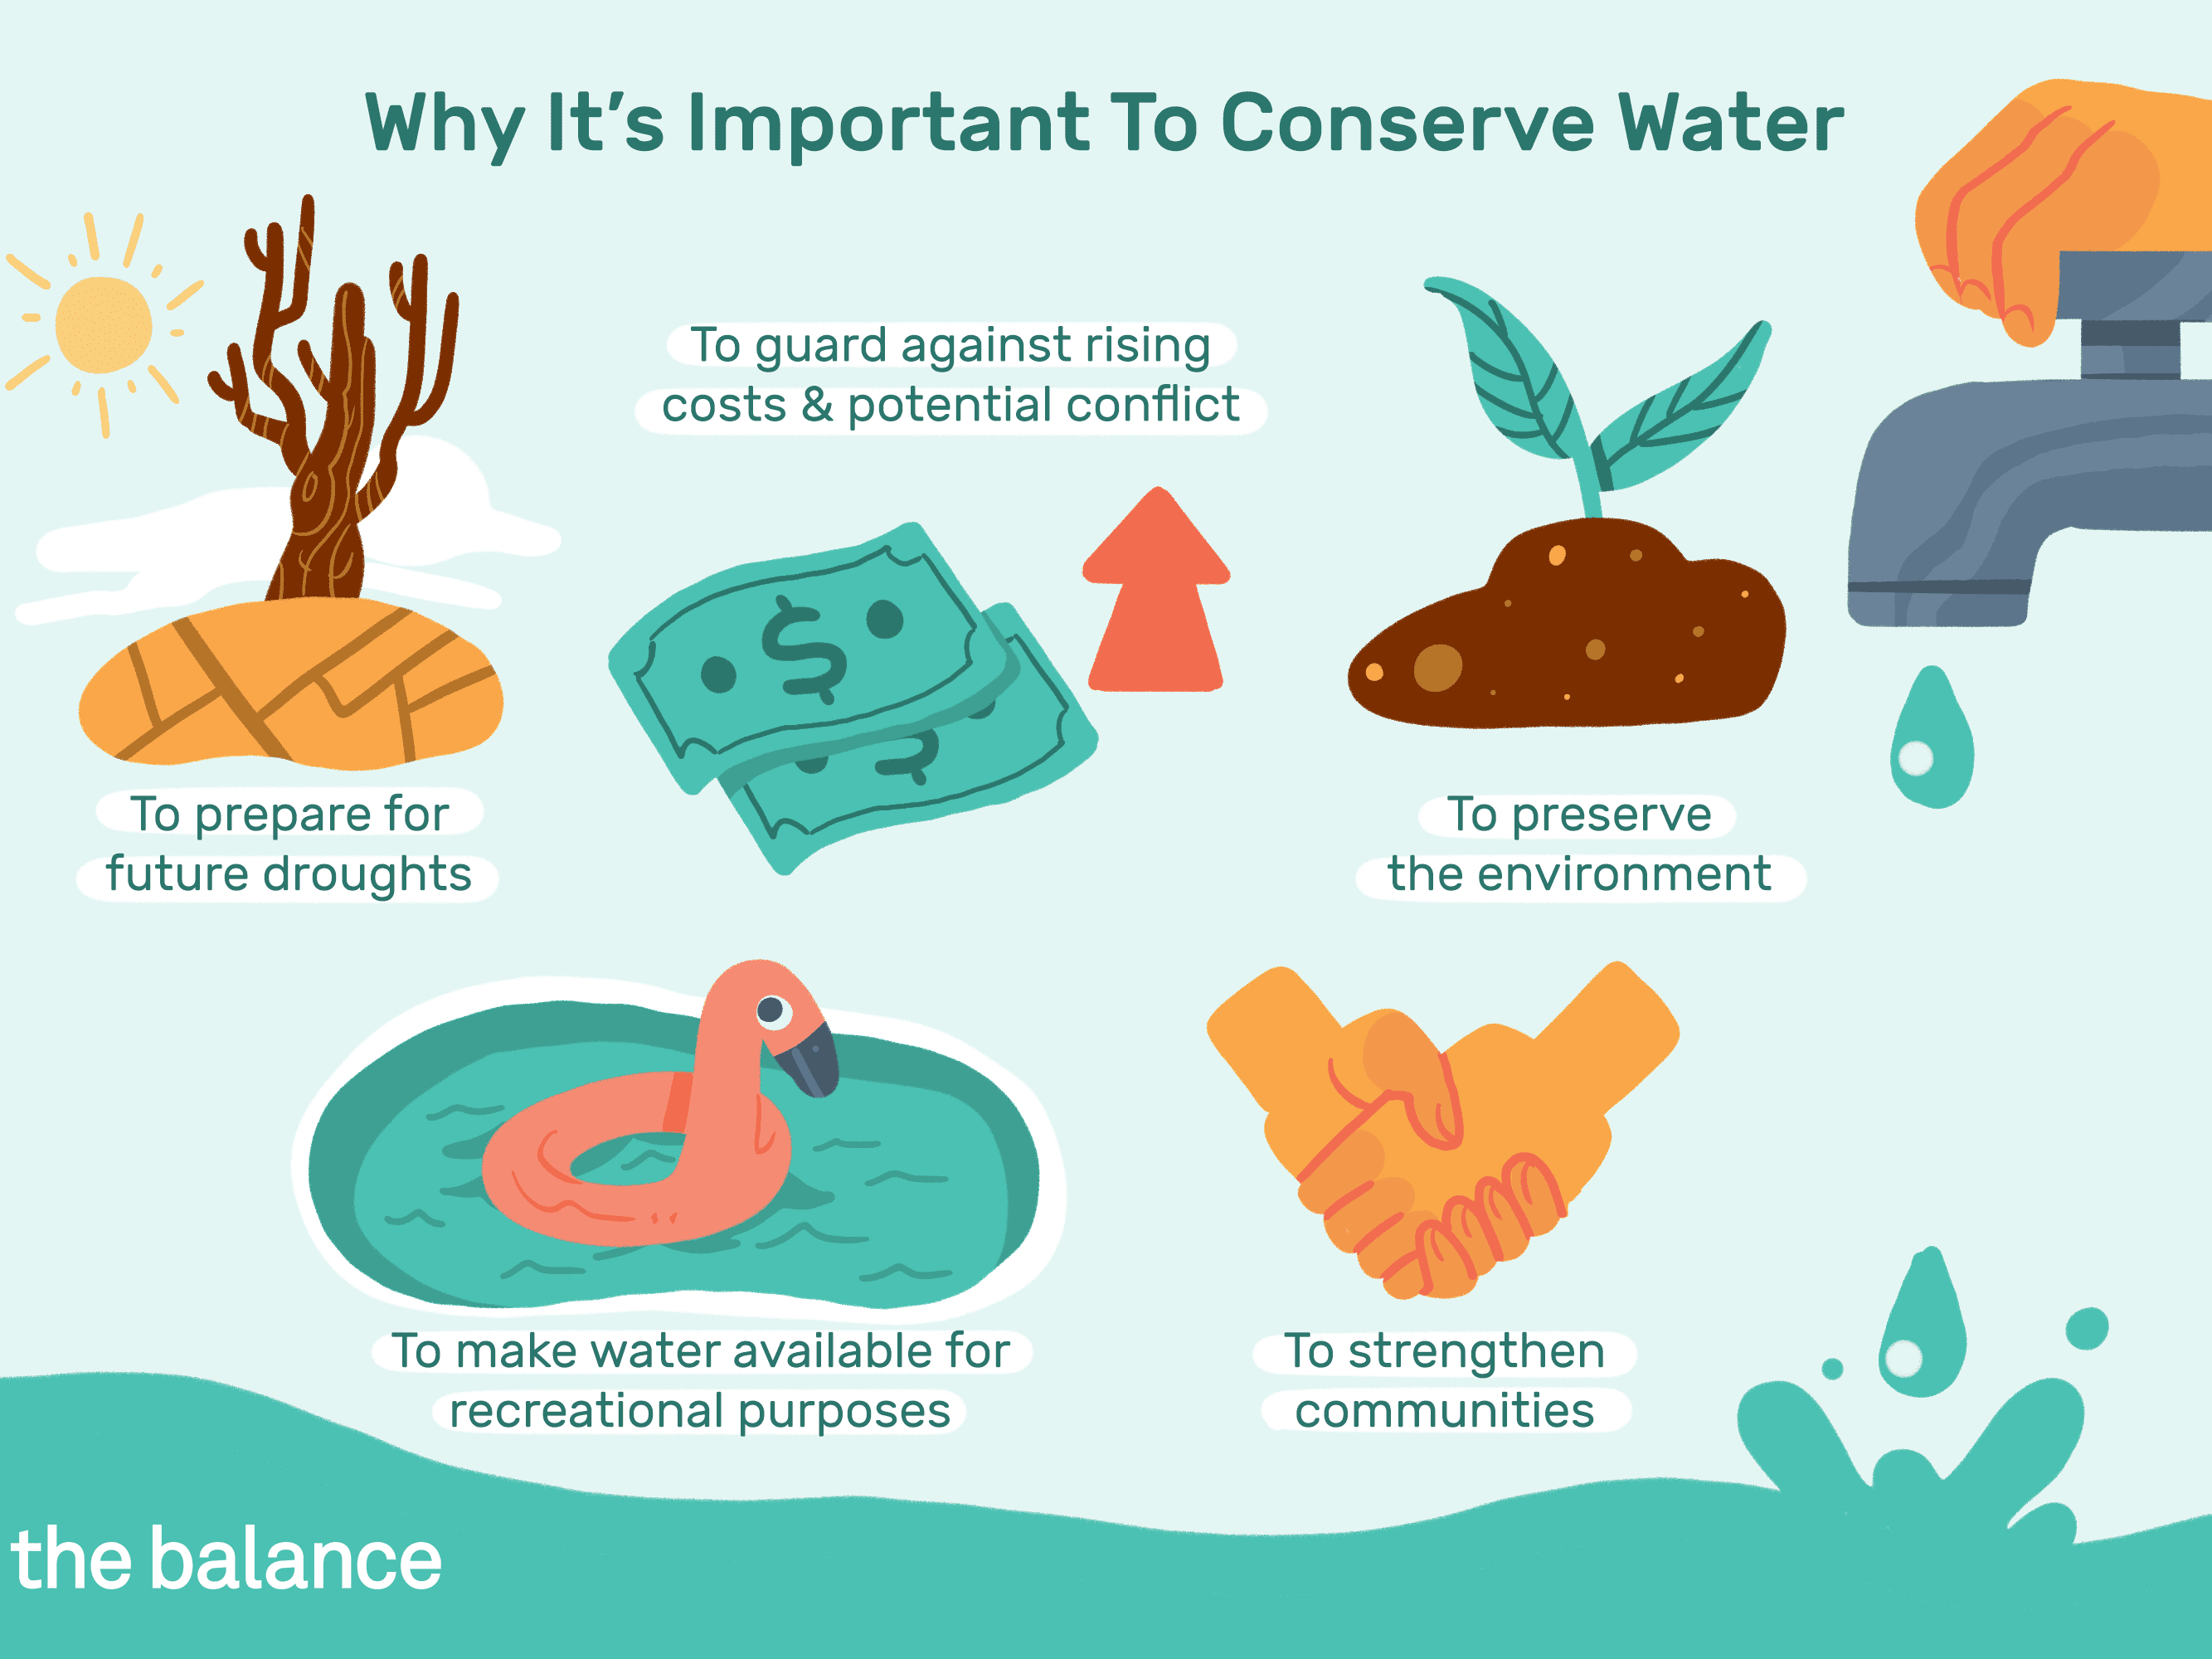 Why It's Important To Conserve Water
To guard against rising
costs & potential conflict
To prepare for
future droughts
To preserve
the environment
To make water available for
recreational purposes
To strengthen
communities
the balance